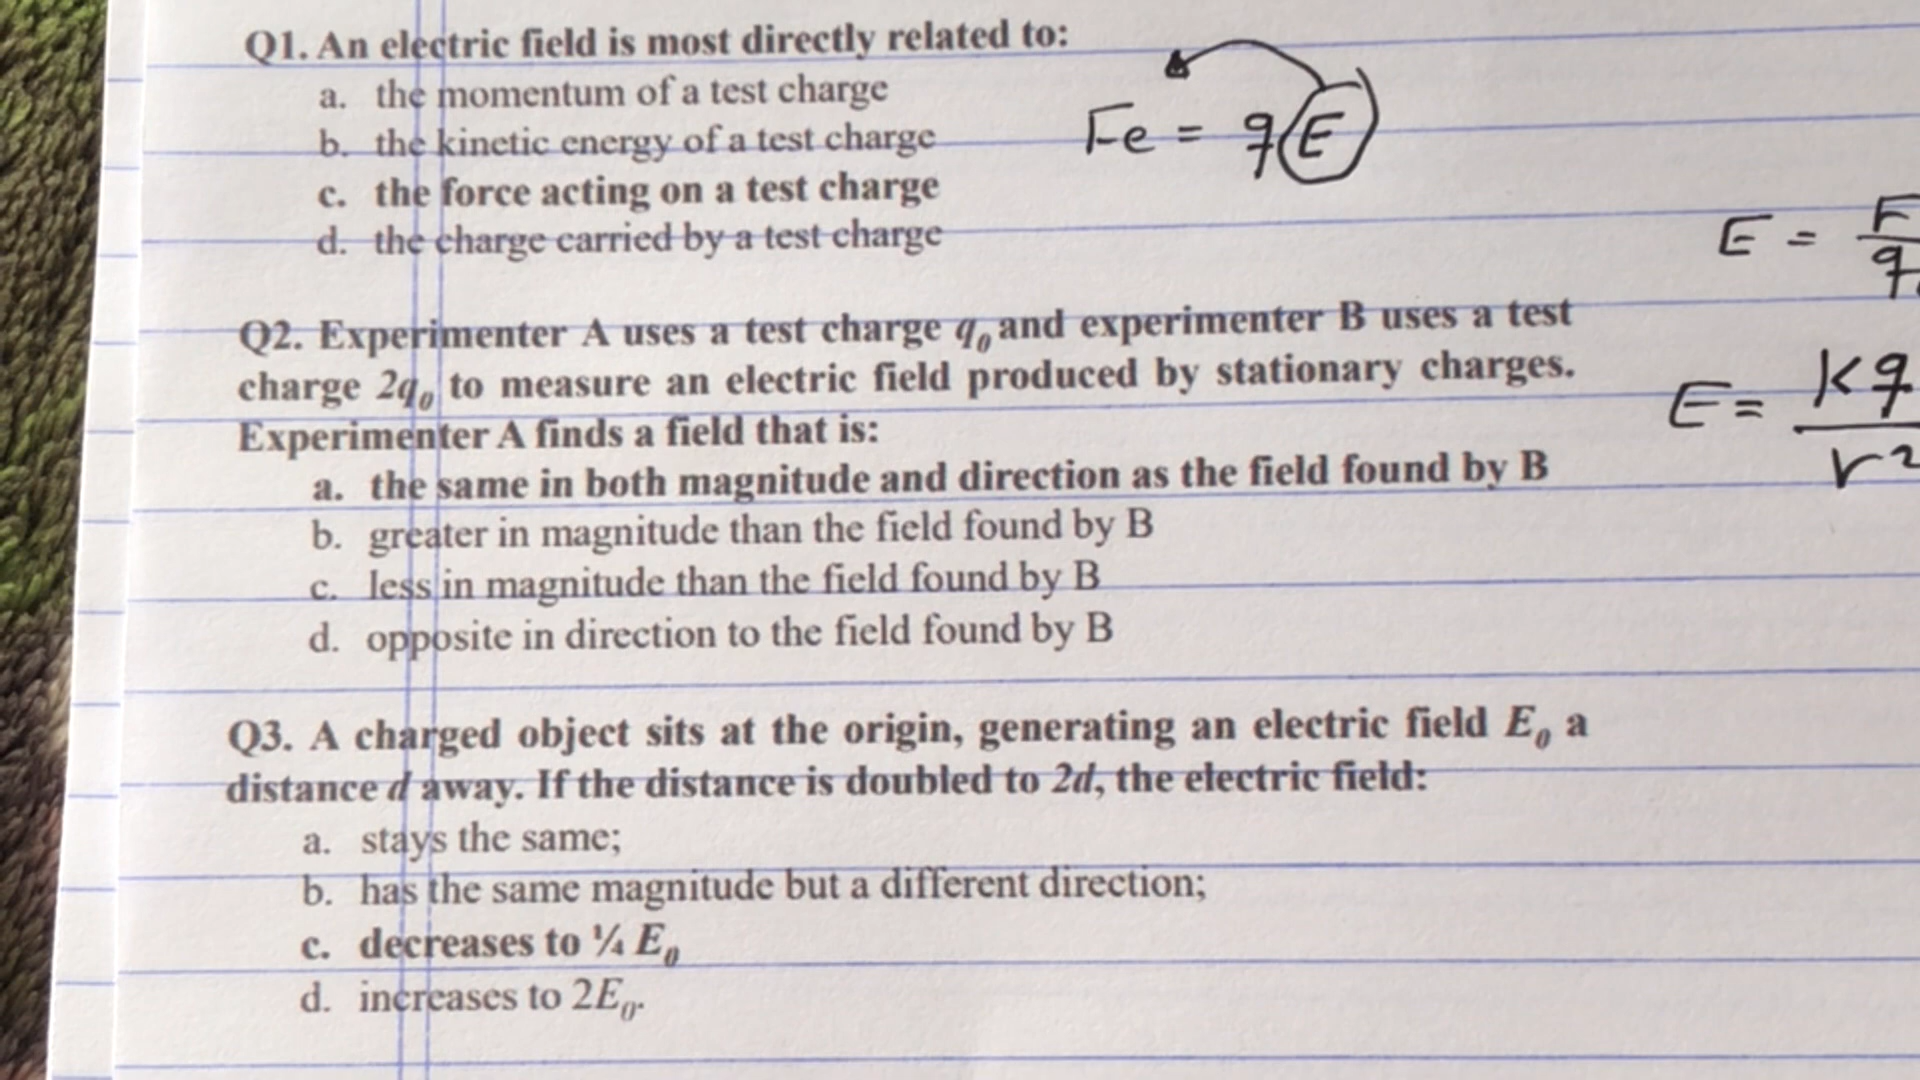 Q1. An electric field is most directly related to:
a. the momentum of a test charge
b. the kinetic energy of a test charge
c. the force acting on a test charge
d. the charge carried by a test charge
Fe = qE
E = F/q
Q2. Experimenter A uses a test charge q₀ and experimenter B uses a test
charge 2q₀ to measure an electric field produced by stationary charges.
Experimenter A finds a field that is:
a. the same in both magnitude and direction as the field found by B
b. greater in magnitude than the field found by B
c. less in magnitude than the field found by B
d. opposite in direction to the field found by B
E = kq/r²
Q3. A charged object sits at the origin, generating an electric field E₀ a
distance d away. If the distance is doubled to 2d, the electric field:
a. stays the same;
b. has the same magnitude but a different direction;
c. decreases to ¼ E₀
d. increases to 2E₀.